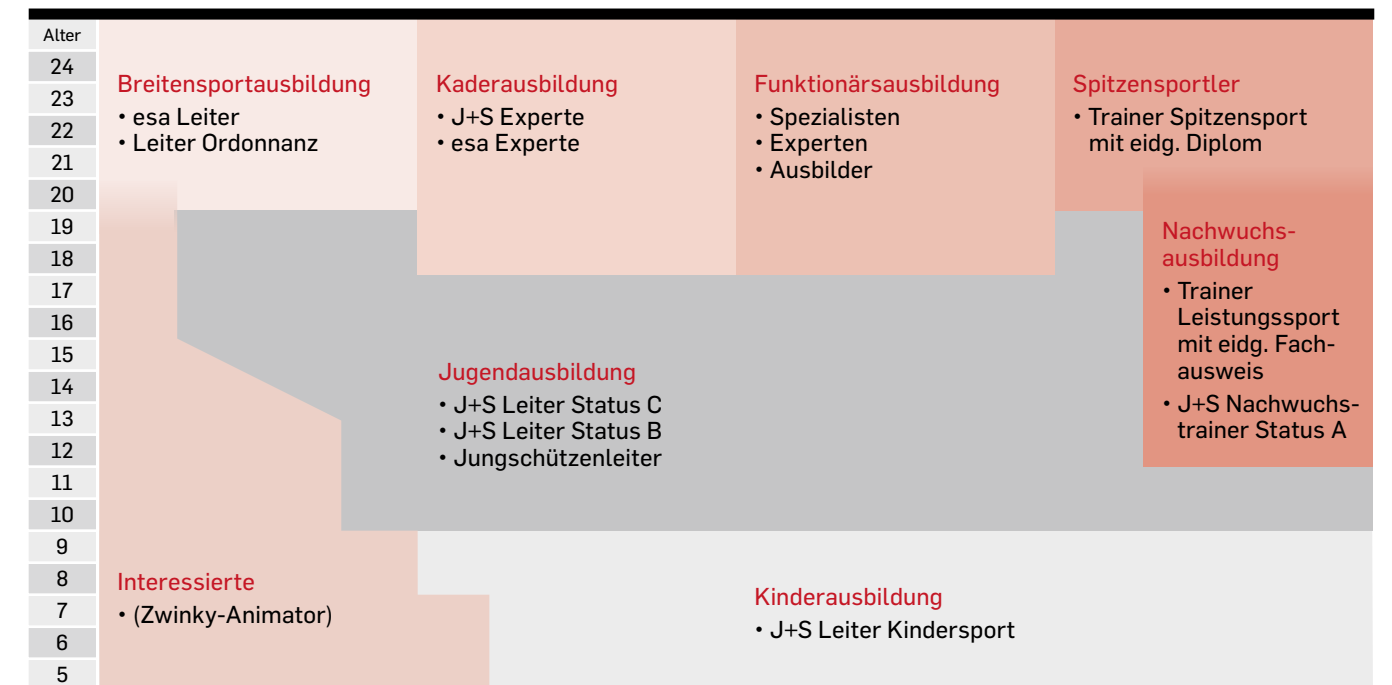 Alter
24
23
22
21
20
19
18
17
16
15
14
13
12
11
10
9
8
7
6
5
Breitensportausbildung
• esa Leiter
• Leiter Ordonnanz
Kaderausbildung
• J+S Experte
• esa Experte
Funktionärsausbildung
• Spezialisten
• Experten
• Ausbilder
Spitzensportler
• Trainer Spitzensport
mit eidg. Diplom
Nachwuchs-
ausbildung
• Trainer
Leistungssport
mit eidg. Fach-
ausweis
• J+S Nachwuchs-
trainer Status A
Jugendausbildung
• J+S Leiter Status C
• J+S Leiter Status B
• Jungschützenleiter
Interessierte
• (Zwinky-Animator)
Kinderausbildung
• J+S Leiter Kindersport